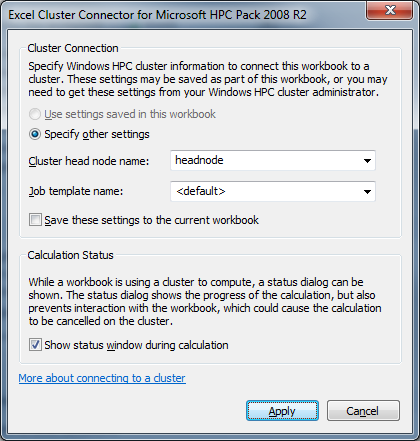 Excel Cluster Connector for Microsoft HPC Pack 2008 R2
Cluster Connection
Specify Windows HPC cluster information to connect this workbook to a
cluster. These settings may be saved as part of this workbook, or you may
need to get these settings from your Windows HPC cluster administrator.
Use settings saved in this workbook
Specify other settings
Cluster head node name: headnode
Job template name: <default>
Save these settings to the current workbook
Calculation Status
While a workbook is using a cluster to compute, a status dialog can be
shown. The status dialog shows the progress of the calculation, but also
prevents interaction with the workbook, which could cause the calculation
to be cancelled on the cluster.
Show status window during calculation
More about connecting to a cluster
Apply Cancel